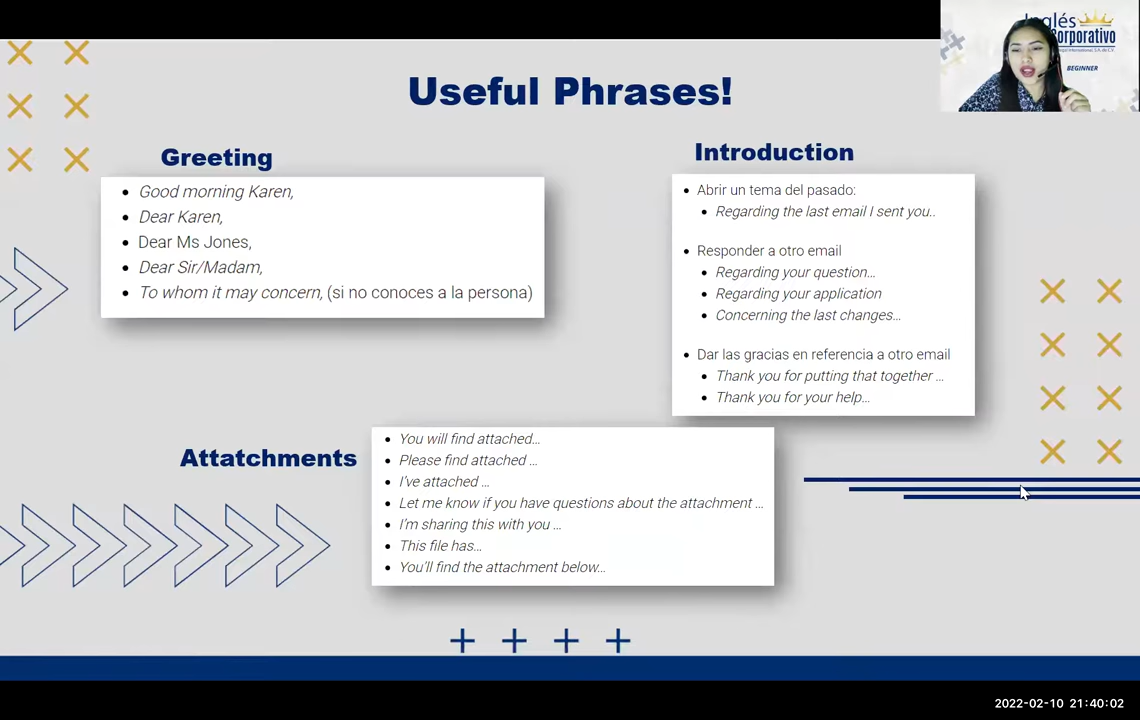 Inglés
Corporativo
BEGINNER
Useful Phrases!
Greeting
Good morning Karen,
Dear Karen,
Dear Ms Jones,
Dear Sir/Madam,
To whom it may concern, (si no conoces a la persona)
Introduction
Abrir un tema del pasado:
Regarding the last email I sent you..
Responder a otro email
Regarding your question...
Regarding your application
Concerning the last changes...
Dar las gracias en referencia a otro email
Thank you for putting that together ...
Thank you for your help...
Attatchments
You will find attached...
Please find attached ...
I've attached ...
Let me know if you have questions about the attachment ...
I'm sharing this with you ...
This file has...
You'll find the attachment below...
2022-02-10 21:40:02